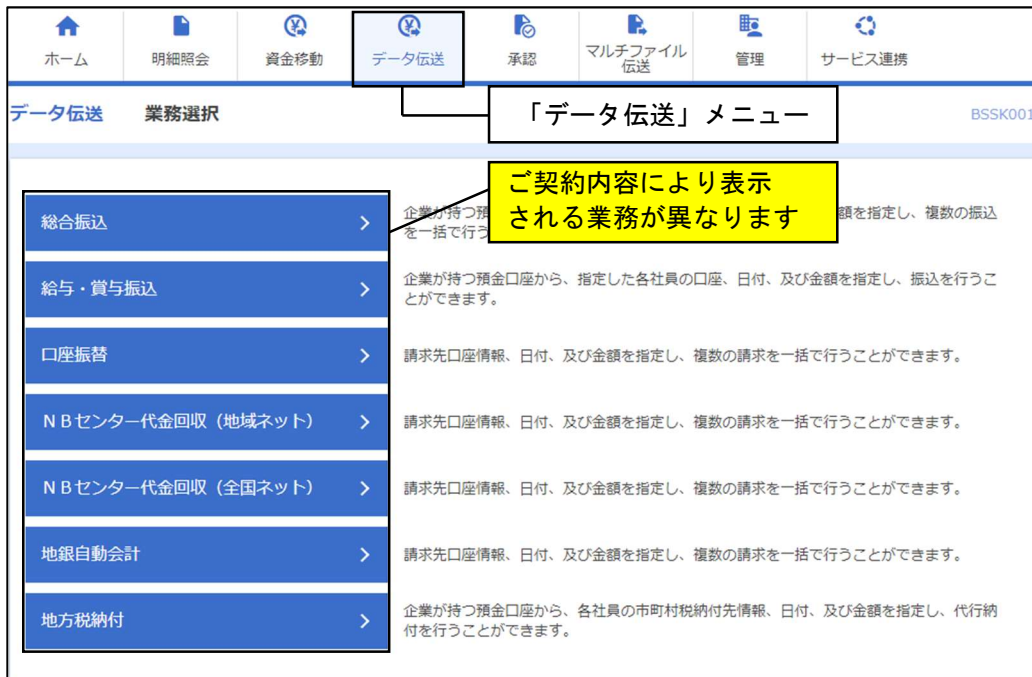 ホーム
明細照会
資金移動
データ伝送
承認
マルチファイル
伝送
管理
サービス連携
データ伝送 業務選択
「データ伝送」メニュー
BSSK001
ご契約内容により表示
される業務が異なります
総合振込
企業が持つ預
額を指定し、複数の振込
を一括で行う
給与・賞与振込
企業が持つ預金口座から、指定した各社員の口座、日付、及び金額を指定し、振込を行うこ
とができます。
口座振替
請求先口座情報、日付、及び金額を指定し、複数の請求を一括で行うことができます。
NBセンター代金回収(地域ネット)
請求先口座情報、日付、及び金額を指定し、複数の請求を一括で行うことができます。
NBセンター代金回収(全国ネット)
請求先口座情報、日付、及び金額を指定し、複数の請求を一括で行うことができます。
地銀自動会計
請求先口座情報、日付、及び金額を指定し、複数の請求を一括で行うことができます。
地方税納付
企業が持つ預金口座から、各社員の市町村税納付先情報、日付、及び金額を指定し、代行納
付を行うことができます。